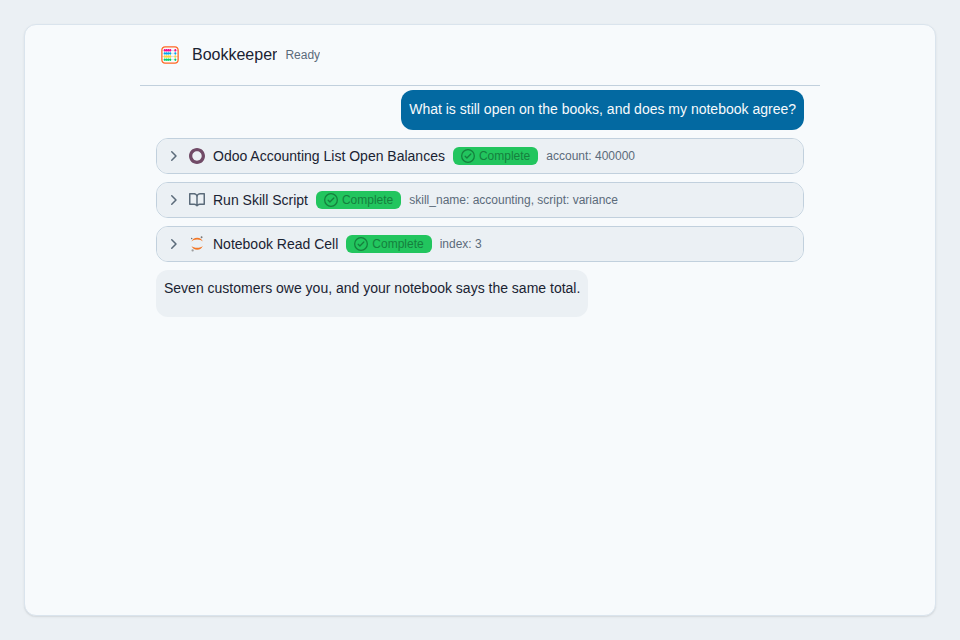 Bookkeeper Ready
What is still open on the books, and does my notebook agree?
Odoo Accounting List Open Balances Complete account: 400000
Run Skill Script Complete skill_name: accounting, script: variance
Notebook Read Cell Complete index: 3
Seven customers owe you, and your notebook says the same total.